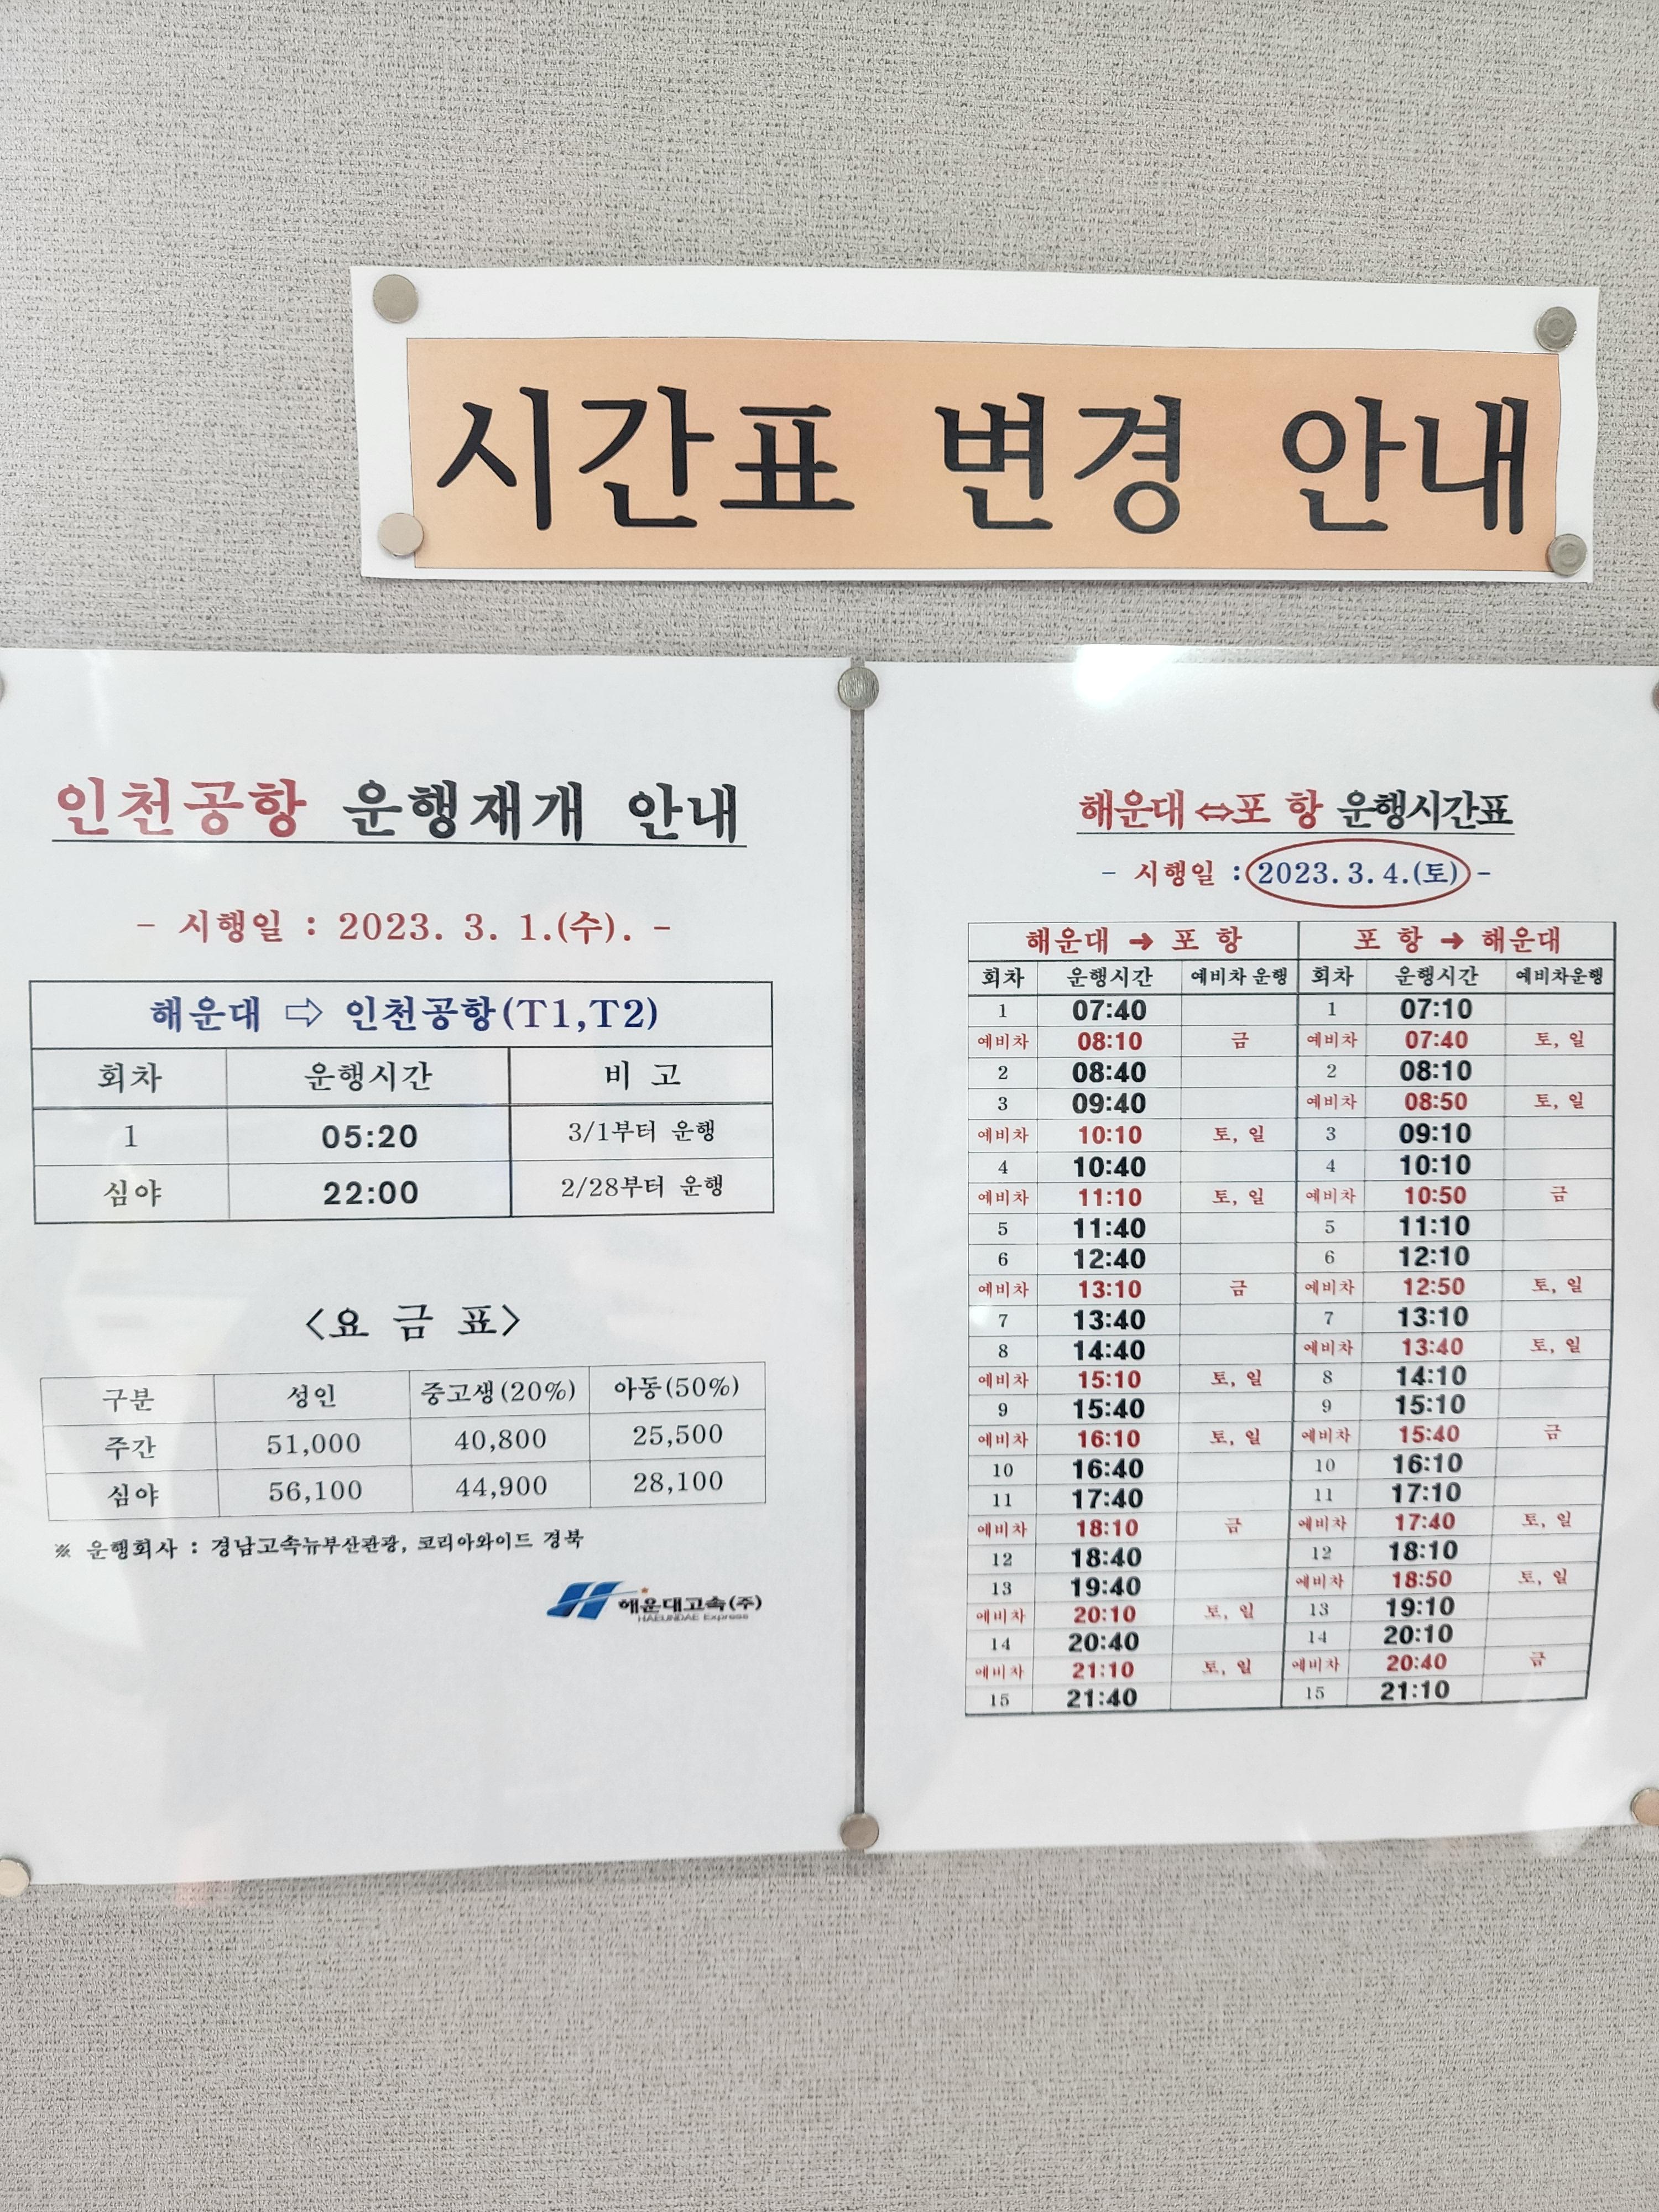 시간표 변경 안내
인천공항 운행재개 안내
- 시행일 : 2023. 3. 1.(수). -
해운대 ⇨ 인천공항(T1,T2)
회차 운행시간 비 고
1 05:20 3/1부터 운행
심야 22:00 2/28부터 운행
<요 금 표>
구분 성인 중고생(20%) 아동(50%)
주간 51,000 40,800 25,500
심야 56,100 44,900 28,100
※ 운행회사 : 경남고속뉴부산관광, 코리아와이드 경북
해운대고속(주)
HAEUNDAE Express
해운대 ⇔ 포 항 운행시간표
- 시행일 : 2023. 3. 4.(토) -
해운대 → 포 항 포 항 → 해운대
회차 운행시간 예비차 운행 회차 운행시간 예비차운행
1 07:40 1 07:10
예비차 08:10 금 예비차 07:40 토, 일
2 08:40 2 08:10
3 09:40 예비차 08:50 토, 일
예비차 10:10 토, 일 3 09:10
4 10:40 4 10:10
예비차 11:10 토, 일 예비차 10:50 금
5 11:40 5 11:10
6 12:40 6 12:10
예비차 13:10 금 예비차 12:50 토, 일
7 13:40 7 13:10
8 14:40 예비차 13:40 토, 일
예비차 15:10 토, 일 8 14:10
9 15:40 9 15:10
예비차 16:10 토, 일 예비차 15:40 금
10 16:40 10 16:10
11 17:40 11 17:10
예비차 18:10 금 예비차 17:40 토, 일
12 18:40 12 18:10
13 19:40 예비차 18:50 토, 일
예비차 20:10 토, 일 13 19:10
14 20:40 14 20:10
예비차 21:10 토, 일 예비차 20:40 금
15 21:40 15 21:10